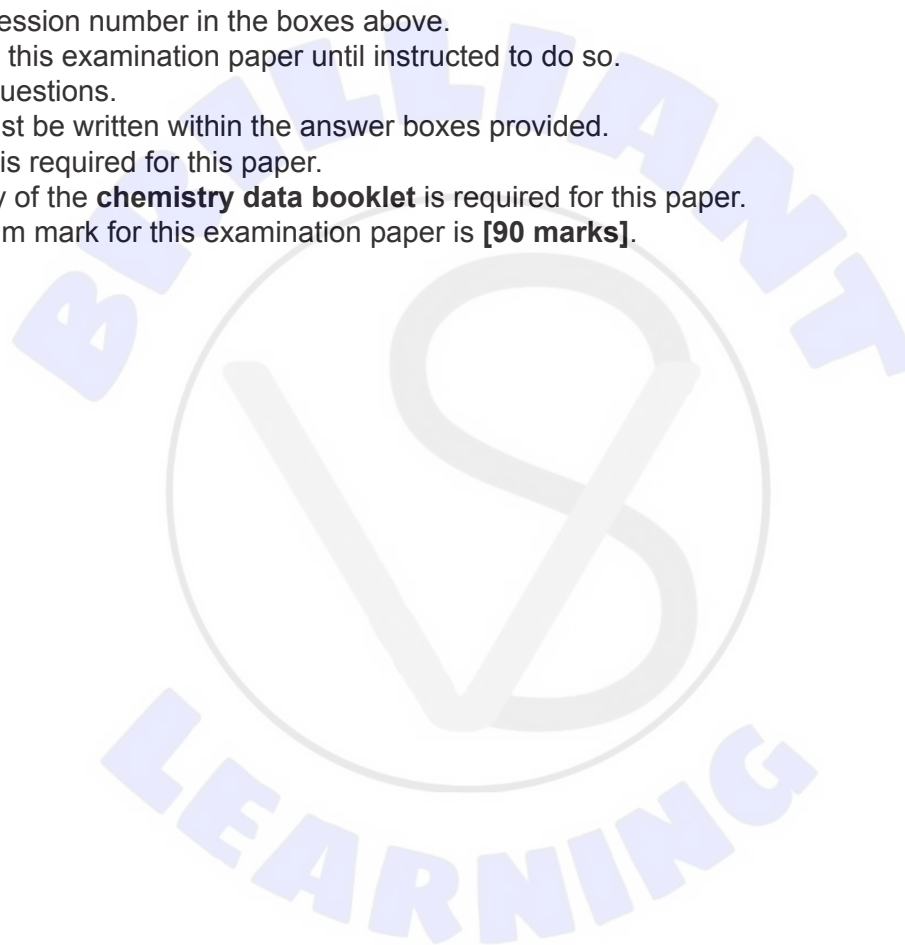 ession number in the boxes above.
this examination paper until instructed to do so.
uestions.
st be written within the answer boxes provided.
is required for this paper.
y of the chemistry data booklet is required for this paper.
m mark for this examination paper is [90 marks].
BRILLIANT
VS
LEARNING